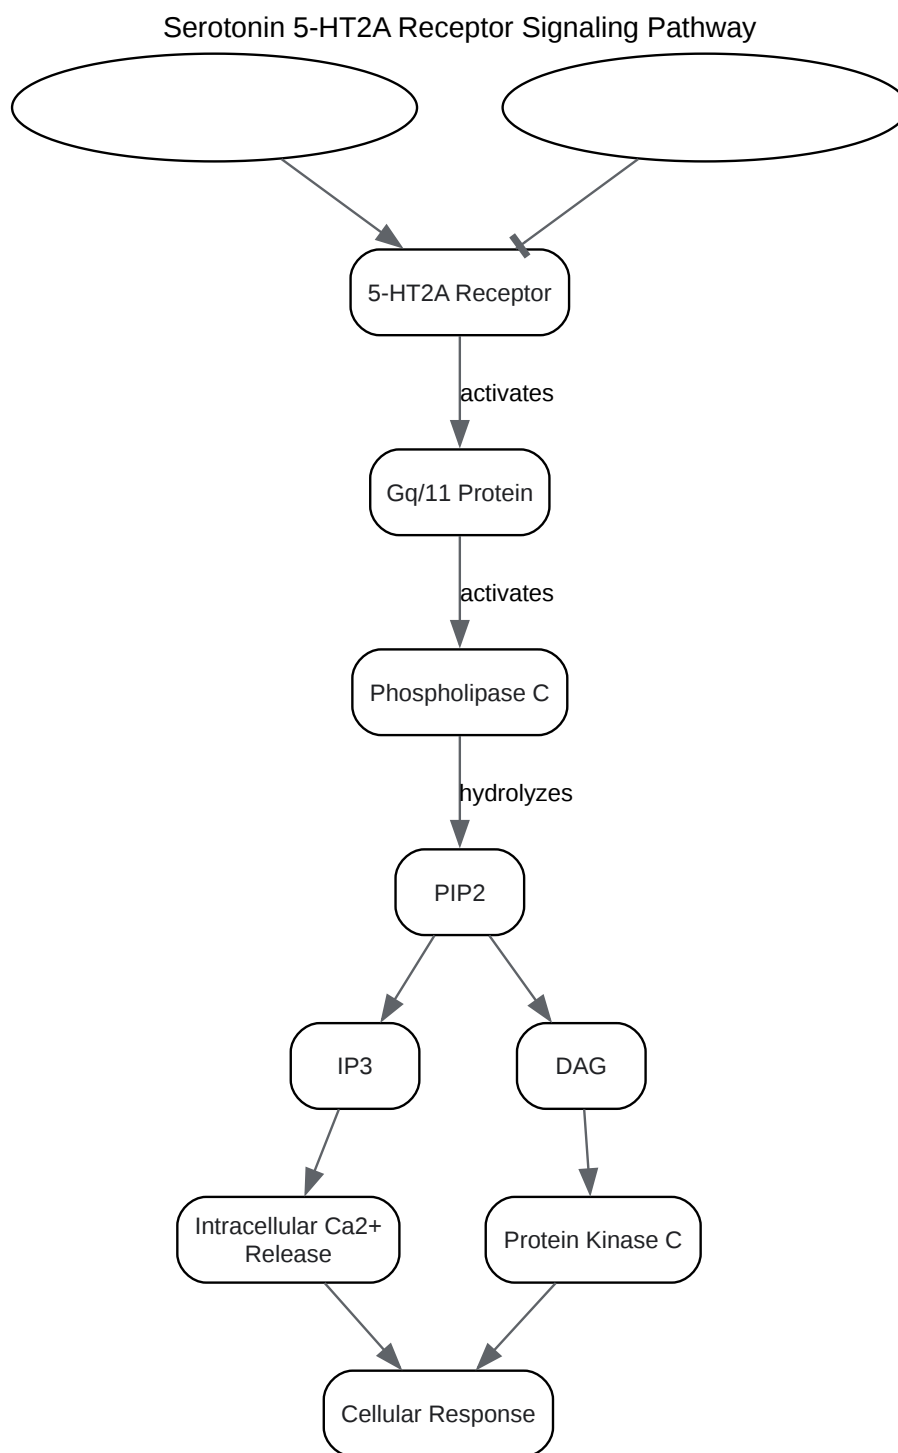 Serotonin 5-HT2A Receptor Signaling Pathway
5-HT2A Receptor
activates
Gq/11 Protein
activates
Phospholipase C
hydrolyzes
PIP2
IP3
DAG
Intracellular Ca2+
Release
Protein Kinase C
Cellular Response